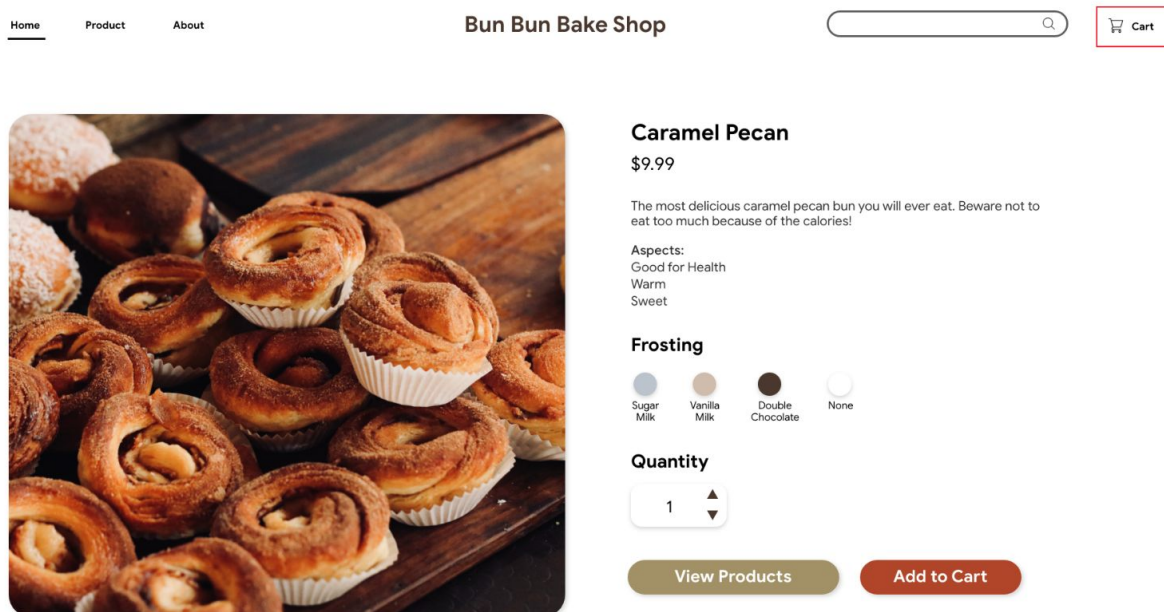 Home
Product
About
Bun Bun Bake Shop
Cart
Caramel Pecan
$9.99
The most delicious caramel pecan bun you will ever eat. Beware not to
eat too much because of the calories!
Aspects:
Good for Health
Warm
Sweet
Frosting
Sugar
Milk
Vanilla
Milk
Double
Chocolate
None
Quantity
1
View Products
Add to Cart